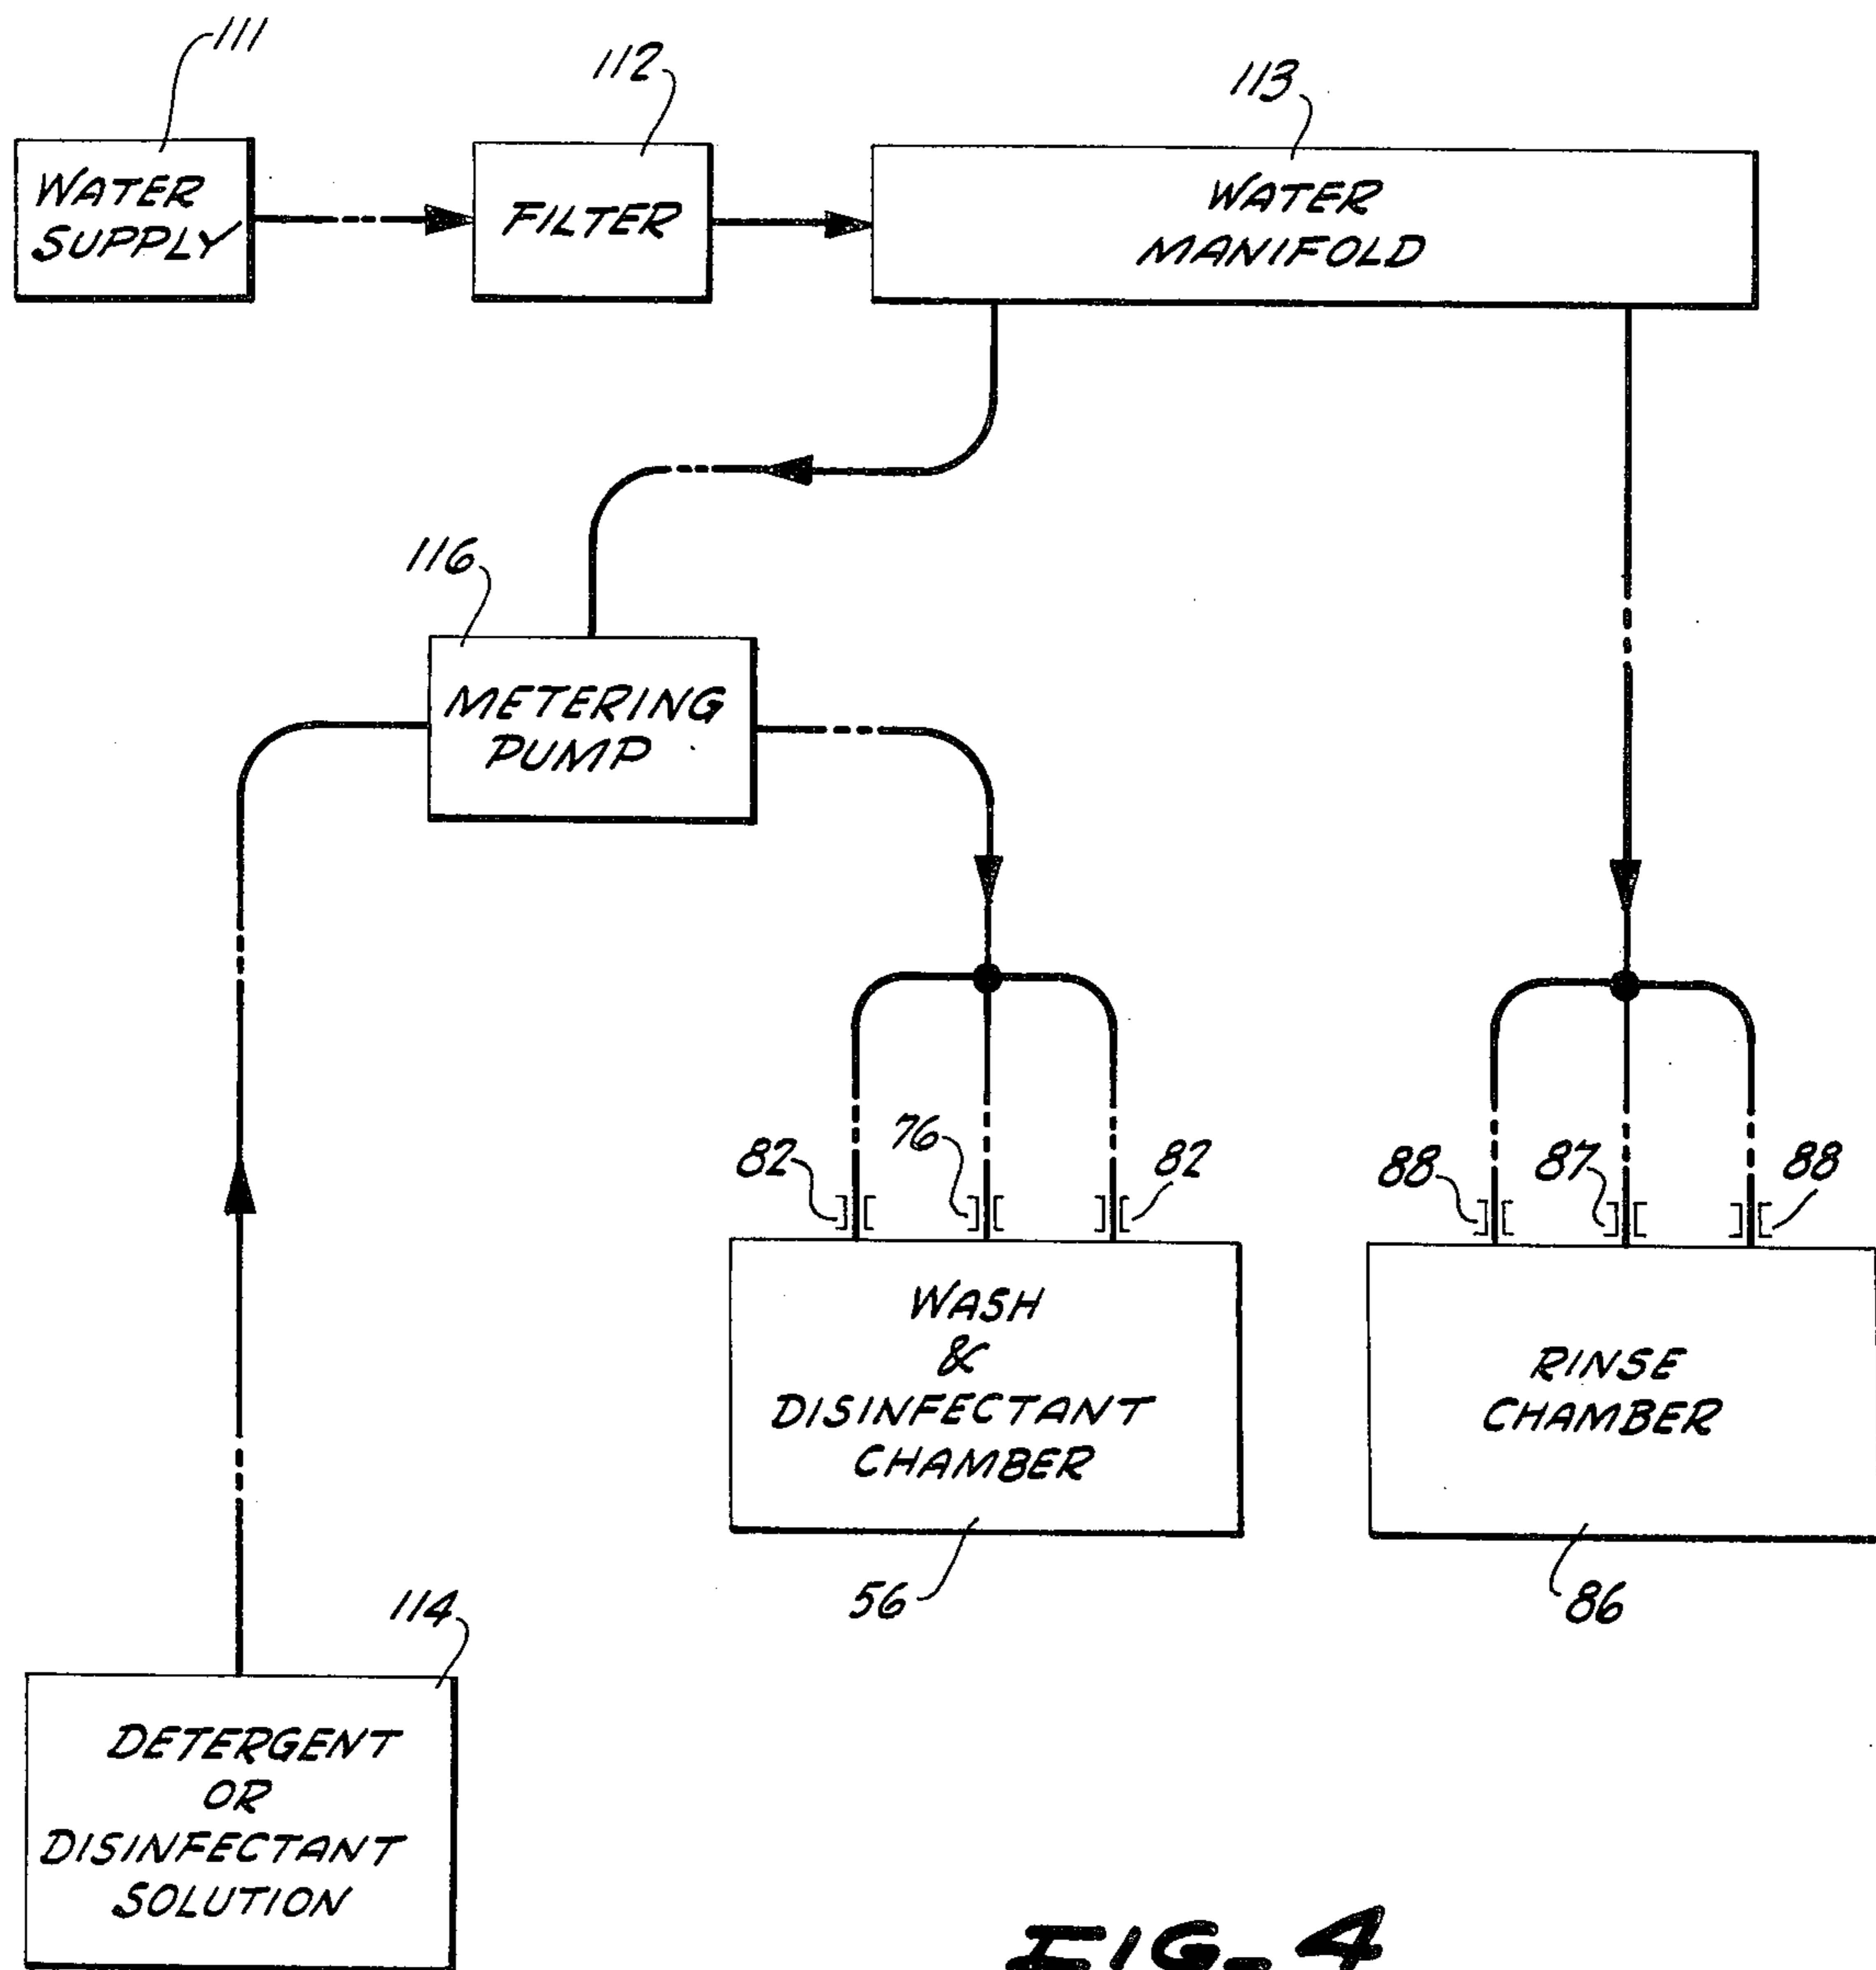 111
112
113
WATER
SUPPLY
FILTER
WATER
MANIFOLD
116
METERING
PUMP
82
76
82
88
87
88
WASH
&
DISINFECTANT
CHAMBER
RINSE
CHAMBER
56
86
114
DETERGENT
OR
DISINFECTANT
SOLUTION
FIG-4